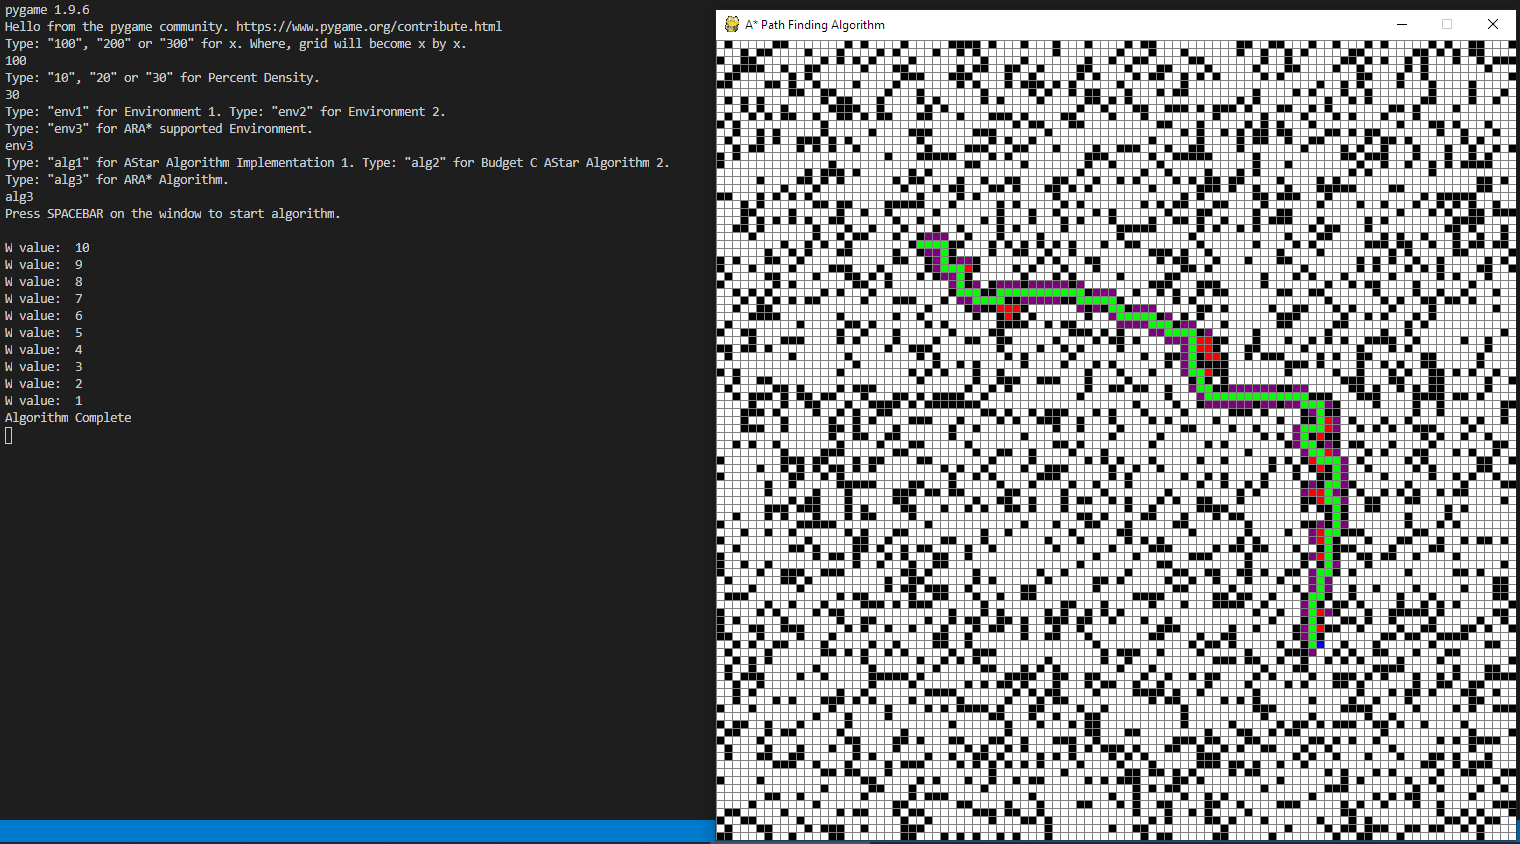 pygame 1.9.6
Hello from the pygame community. https://www.pygame.org/contribute.html
Type: "100", "200" or "300" for x. Where, grid will become x by x.
100
Type: "10", "20" or "30" for Percent Density.
30
Type: "env1" for Environment 1. Type: "env2" for Environment 2.
Type: "env3" for ARA* supported Environment.
env3
Type: "alg1" for AStar Algorithm Implementation 1. Type: "alg2" for Budget C AStar Algorithm 2.
Type: "alg3" for ARA* Algorithm.
alg3
Press SPACEBAR on the window to start algorithm.
W value:  10
W value:  9
W value:  8
W value:  7
W value:  6
W value:  5
W value:  4
W value:  3
W value:  2
W value:  1
Algorithm Complete
A* Path Finding Algorithm